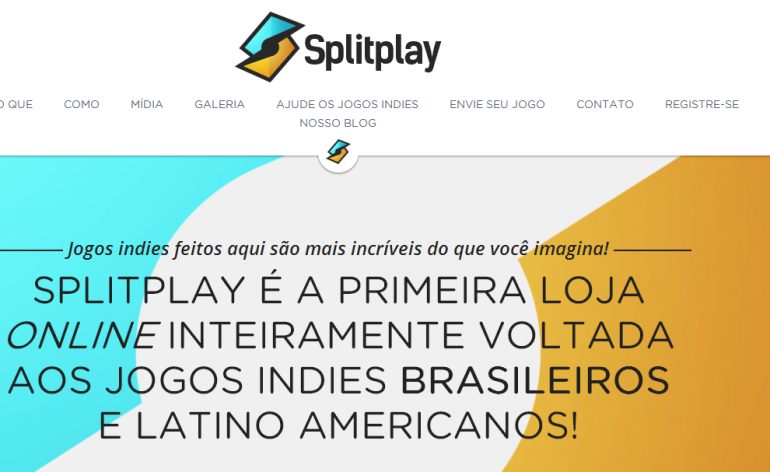 Splitplay
O QUE COMO MÍDIA GALERIA AJUDE OS JOGOS INDIES ENVIE SEU JOGO CONTATO REGISTRE-SE
NOSSO BLOG
Jogos indies feitos aqui são mais incríveis do que você imagina!
SPLITPLAY É A PRIMEIRA LOJA
ONLINE INTEIRAMENTE VOLTADA
AOS JOGOS INDIES BRASILEIROS
E LATINO AMERICANOS!